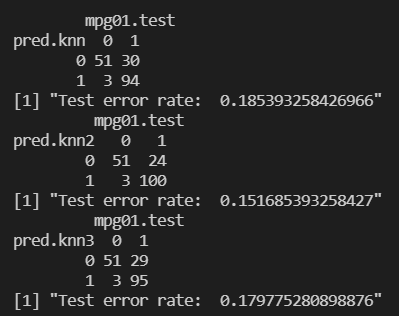 mpg01.test
pred.knn  0  1
       0 51 30
       1  3 94
[1] "Test error rate:  0.185393258426966"
         mpg01.test
pred.knn2   0   1
        0  51  24
        1   3 100
[1] "Test error rate:  0.151685393258427"
         mpg01.test
pred.knn3  0  1
        0 51 29
        1  3 95
[1] "Test error rate:  0.179775280898876"